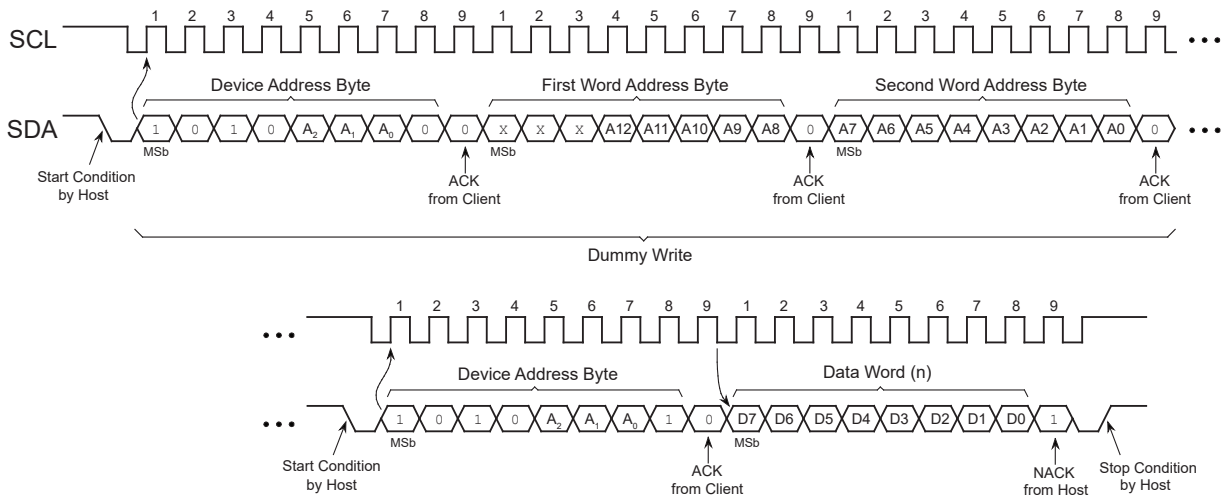 1 2 3 4 5 6 7 8 9 1 2 3 4 5 6 7 8 9 1 2 3 4 5 6 7 8 9
SCL
Device Address Byte First Word Address Byte Second Word Address Byte
SDA 1 0 1 0 A2 A1 A0 0 0 X X X A12 A11 A10 A9 A8 0 A7 A6 A5 A4 A3 A2 A1 A0 0
MSb MSb MSb
Start Condition
by Host
ACK
from Client
ACK
from Client
ACK
from Client
Dummy Write
1 2 3 4 5 6 7 8 9 1 2 3 4 5 6 7 8 9
Device Address Byte Data Word (n)
1 0 1 0 A2 A1 A0 1 0 D7 D6 D5 D4 D3 D2 D1 D0 1
MSb MSb
Start Condition
by Host
ACK
from Client
NACK
from Host
Stop Condition
by Host